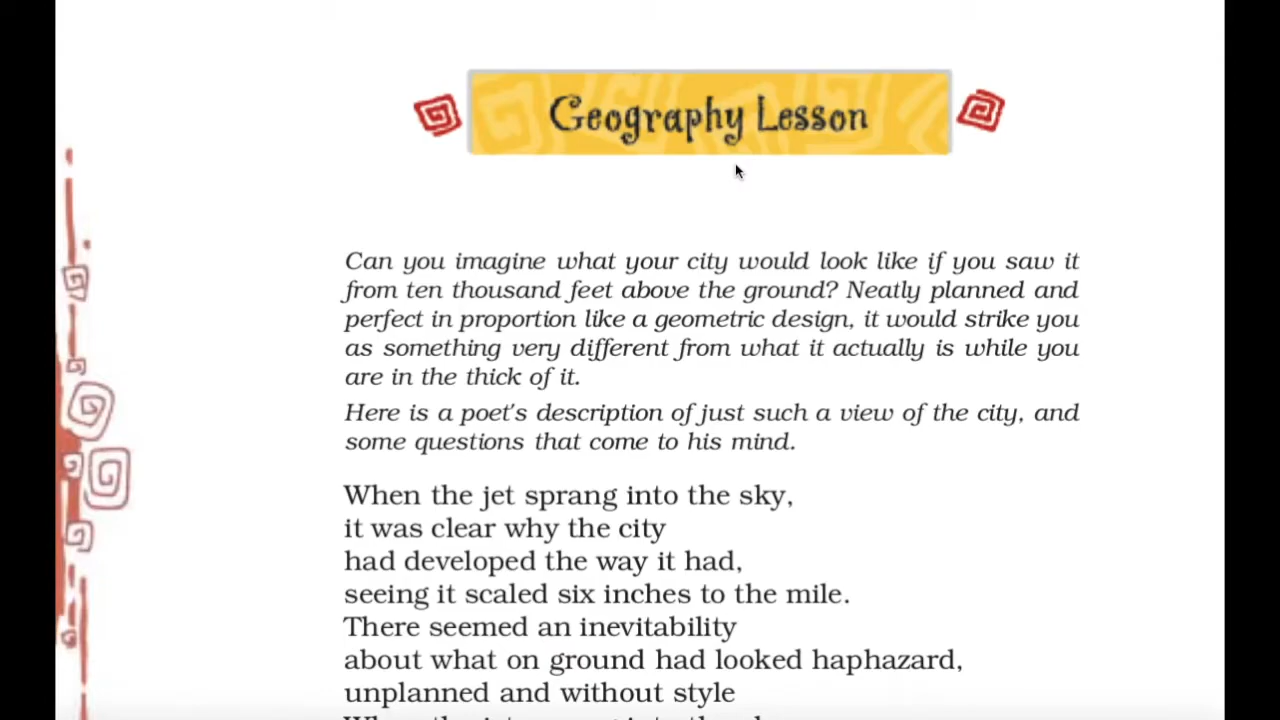 Geography Lesson
Can you imagine what your city would look like if you saw it
from ten thousand feet above the ground? Neatly planned and
perfect in proportion like a geometric design, it would strike you
as something very different from what it actually is while you
are in the thick of it.
Here is a poet's description of just such a view of the city, and
some questions that come to his mind.
When the jet sprang into the sky,
it was clear why the city
had developed the way it had,
seeing it scaled six inches to the mile.
There seemed an inevitability
about what on ground had looked haphazard,
unplanned and without style